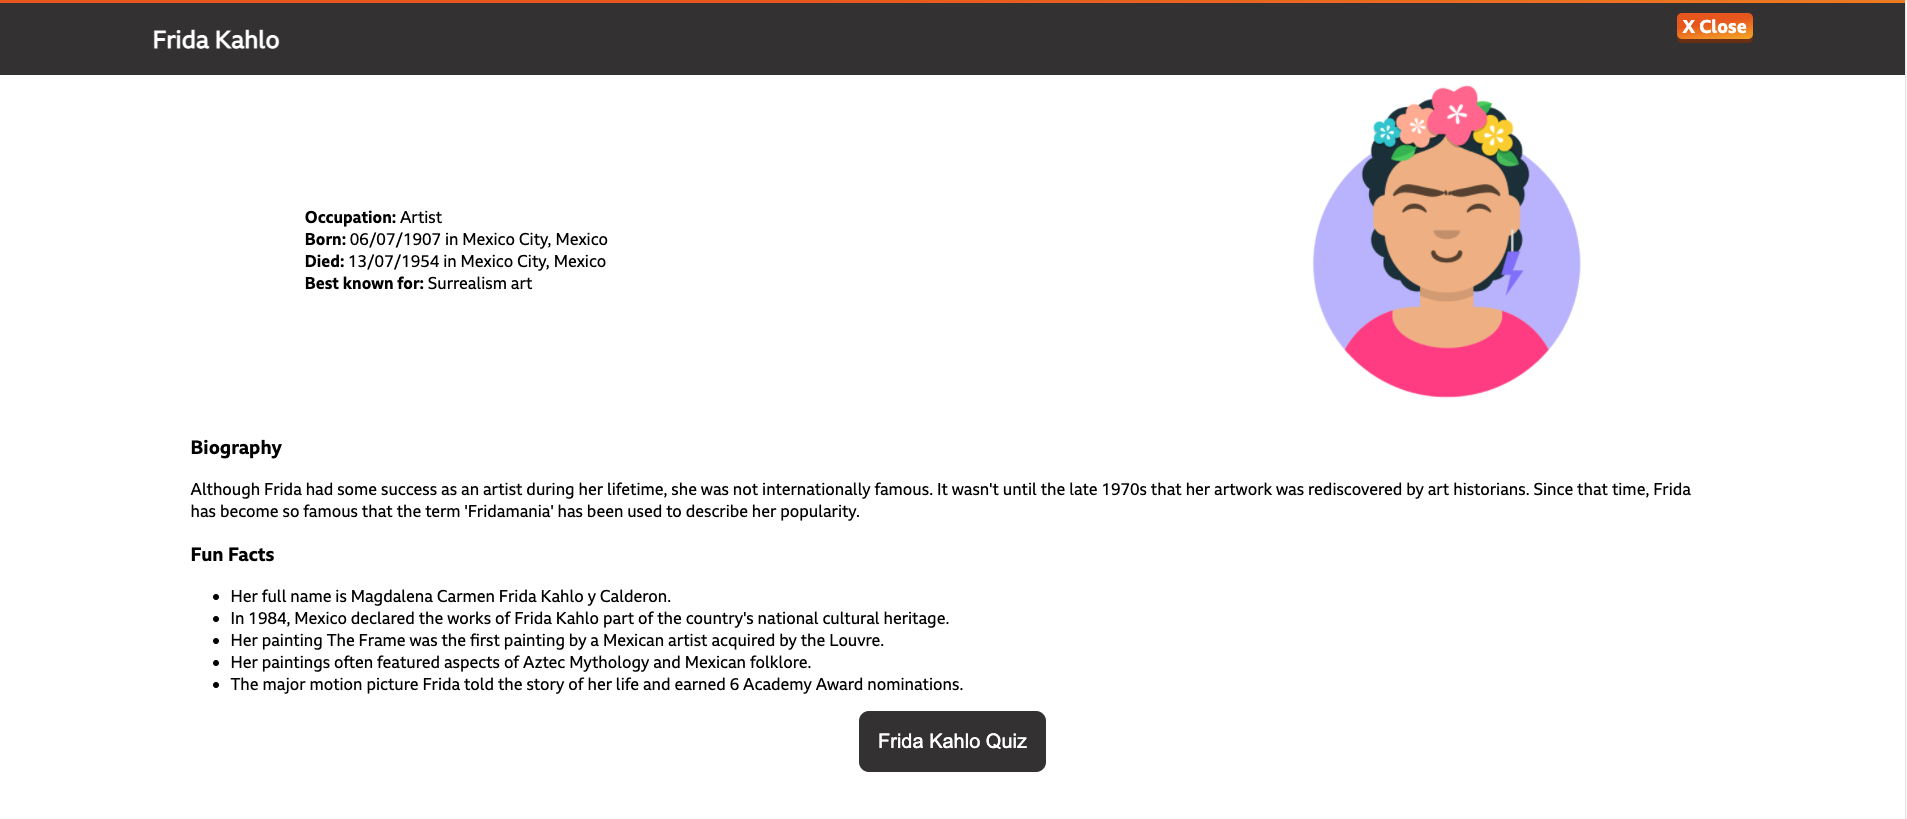 Frida Kahlo
X Close
Occupation: Artist
Born: 06/07/1907 in Mexico City, Mexico
Died: 13/07/1954 in Mexico City, Mexico
Best known for: Surrealism art
Biography
Although Frida had some success as an artist during her lifetime, she was not internationally famous. It wasn't until the late 1970s that her artwork was rediscovered by art historians. Since that time, Frida
has become so famous that the term 'Fridamania' has been used to describe her popularity.
Fun Facts
• Her full name is Magdalena Carmen Frida Kahlo y Calderon.
• In 1984, Mexico declared the works of Frida Kahlo part of the country's national cultural heritage.
• Her painting The Frame was the first painting by a Mexican artist acquired by the Louvre.
• Her paintings often featured aspects of Aztec Mythology and Mexican folklore.
• The major motion picture Frida told the story of her life and earned 6 Academy Award nominations.
Frida Kahlo Quiz